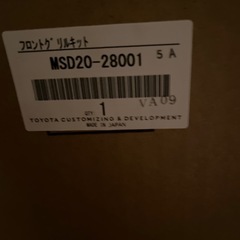 フロントグリルキット
MSD20-28001 5A
QTY
1
VA09
TOYOTA CUSTOMIZING & DEVELOPMENT
MADE IN JAPAN